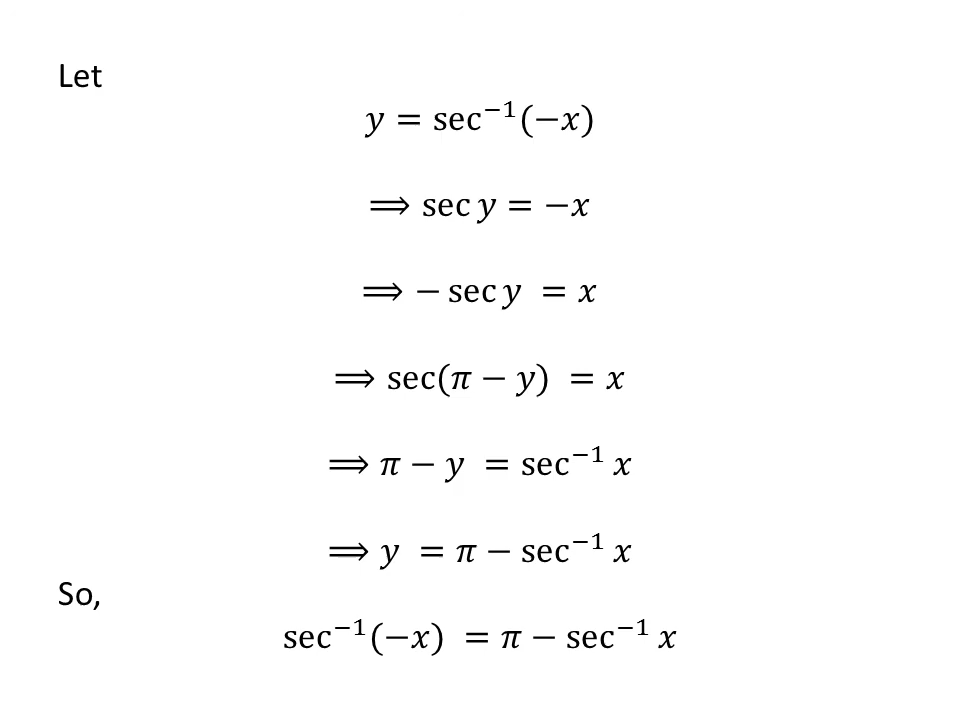 Let
𝑦 = sec⁻¹(−𝑥)
⟹ sec 𝑦 = −𝑥
⟹ − sec 𝑦 = 𝑥
⟹ sec(𝜋 − 𝑦) = 𝑥
⟹ 𝜋 − 𝑦 = sec⁻¹ 𝑥
⟹ 𝑦 = 𝜋 − sec⁻¹ 𝑥
So,
sec⁻¹(−𝑥) = 𝜋 − sec⁻¹ 𝑥